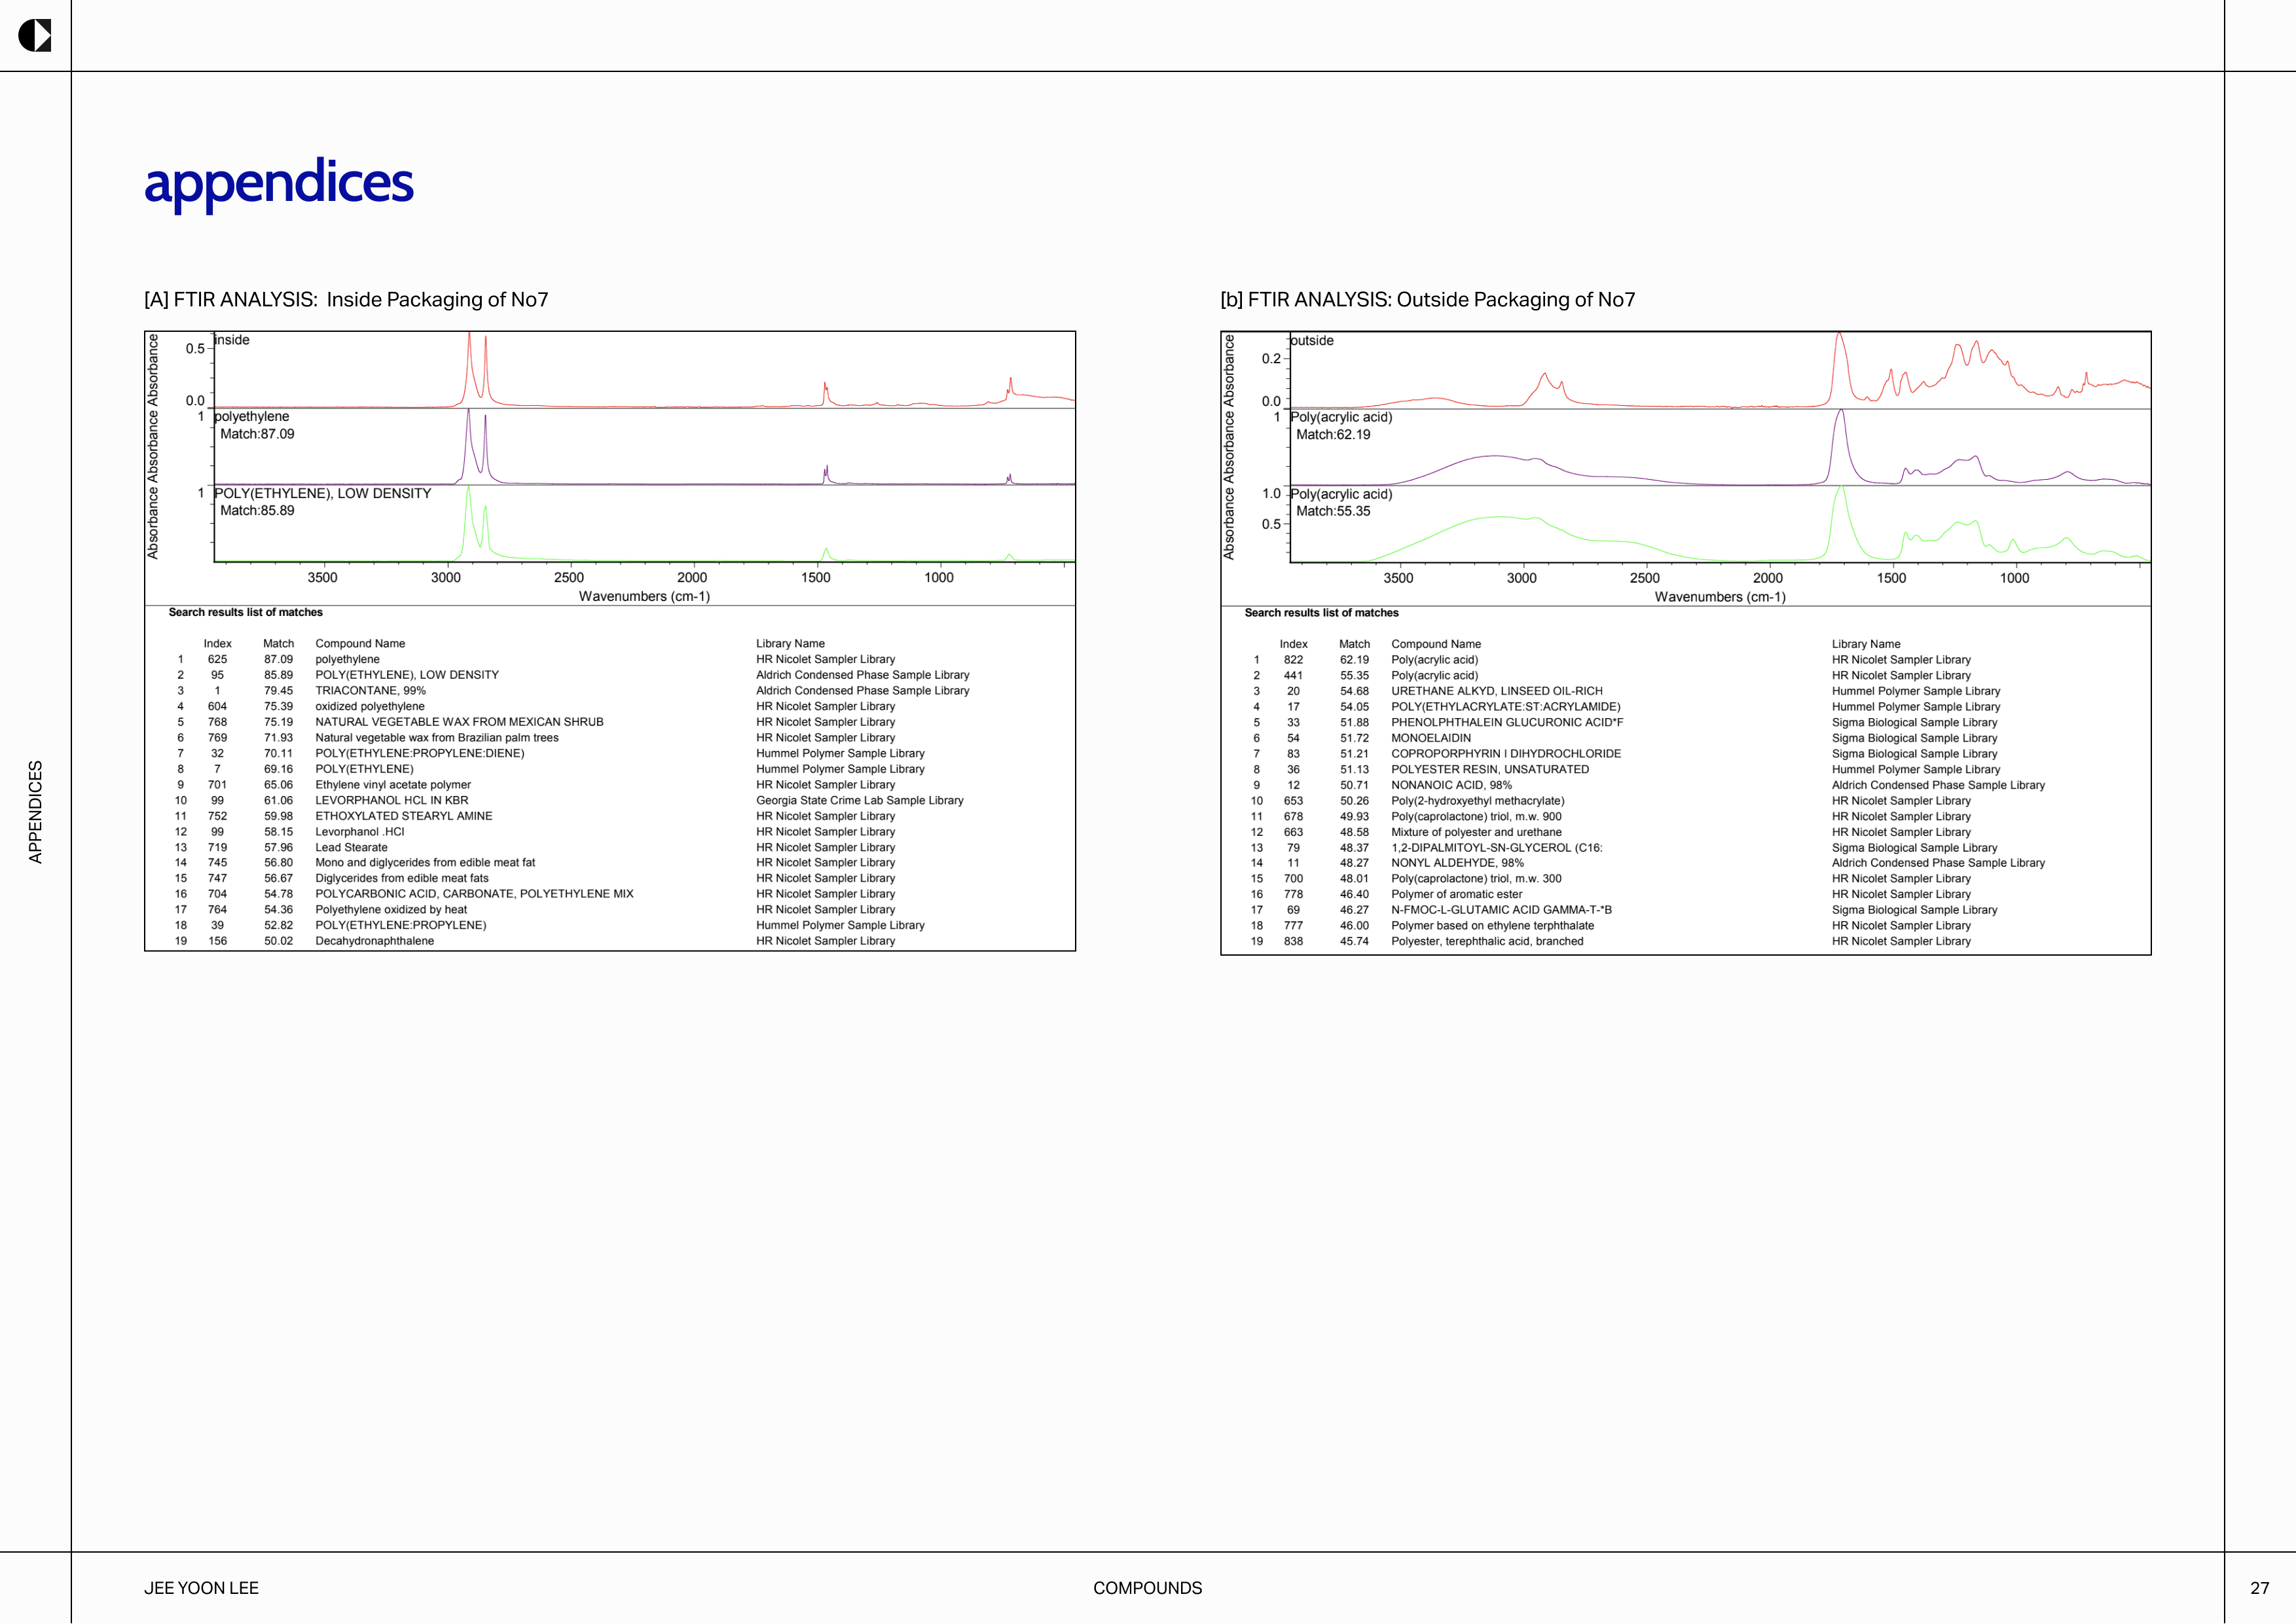 appendices
[A] FTIR ANALYSIS: Inside Packaging of No7
Absorbance Absorbance Absorbance
inside
0.5
0.0
1
polyethylene
Match:87.09
1
POLY(ETHYLENE), LOW DENSITY
Match:85.89
3500 3000 2500 2000 1500 1000
Wavenumbers (cm-1)
Search results list of matches
Index Match Compound Name Library Name
1 625 87.09 polyethylene HR Nicolet Sampler Library
2 95 85.89 POLY(ETHYLENE), LOW DENSITY Aldrich Condensed Phase Sample Library
3 1 79.45 TRIACONTANE, 99% Aldrich Condensed Phase Sample Library
4 604 75.39 oxidized polyethylene HR Nicolet Sampler Library
5 768 75.19 NATURAL VEGETABLE WAX FROM MEXICAN SHRUB HR Nicolet Sampler Library
6 769 71.93 Natural vegetable wax from Brazilian palm trees HR Nicolet Sampler Library
7 32 70.11 POLY(ETHYLENE:PROPYLENE:DIENE) Hummel Polymer Sample Library
8 7 69.16 POLY(ETHYLENE) Hummel Polymer Sample Library
9 701 65.06 Ethylene vinyl acetate polymer HR Nicolet Sampler Library
10 99 61.06 LEVORPHANOL HCL IN KBR Georgia State Crime Lab Sample Library
11 752 59.98 ETHOXYLATED STEARYL AMINE HR Nicolet Sampler Library
12 99 58.15 Levorphanol .HCl HR Nicolet Sampler Library
13 719 57.96 Lead Stearate HR Nicolet Sampler Library
14 745 56.80 Mono and diglycerides from edible meat fat HR Nicolet Sampler Library
15 747 56.67 Diglycerides from edible meat fats HR Nicolet Sampler Library
16 704 54.78 POLYCARBONIC ACID, CARBONATE, POLYETHYLENE MIX HR Nicolet Sampler Library
17 764 54.36 Polyethylene oxidized by heat HR Nicolet Sampler Library
18 39 52.82 POLY(ETHYLENE:PROPYLENE) Hummel Polymer Sample Library
19 156 50.02 Decahydronaphthalene HR Nicolet Sampler Library
[b] FTIR ANALYSIS: Outside Packaging of No7
Absorbance Absorbance Absorbance
outside
0.2
0.0
1
Poly(acrylic acid)
Match:62.19
1.0
Poly(acrylic acid)
Match:55.35
0.5
3500 3000 2500 2000 1500 1000
Wavenumbers (cm-1)
Search results list of matches
Index Match Compound Name Library Name
1 822 62.19 Poly(acrylic acid) HR Nicolet Sampler Library
2 441 55.35 Poly(acrylic acid) HR Nicolet Sampler Library
3 20 54.68 URETHANE ALKYD, LINSEED OIL-RICH Hummel Polymer Sample Library
4 17 54.05 POLY(ETHYLACRYLATE:ST:ACRYLAMIDE) Hummel Polymer Sample Library
5 33 51.88 PHENOLPHTHALEIN GLUCURONIC ACID*F Sigma Biological Sample Library
6 54 51.72 MONOELAIDIN Sigma Biological Sample Library
7 83 51.21 COPROPORPHYRIN I DIHYDROCHLORIDE Sigma Biological Sample Library
8 36 51.13 POLYESTER RESIN, UNSATURATED Hummel Polymer Sample Library
9 12 50.71 NONANOIC ACID, 98% Aldrich Condensed Phase Sample Library
10 653 50.26 Poly(2-hydroxyethyl methacrylate) HR Nicolet Sampler Library
11 678 49.93 Poly(caprolactone) triol, m.w. 900 HR Nicolet Sampler Library
12 663 48.58 Mixture of polyester and urethane HR Nicolet Sampler Library
13 79 48.37 1,2-DIPALMITOYL-SN-GLYCEROL (C16: Sigma Biological Sample Library
14 11 48.27 NONYL ALDEHYDE, 98% Aldrich Condensed Phase Sample Library
15 700 48.01 Poly(caprolactone) triol, m.w. 300 HR Nicolet Sampler Library
16 778 46.40 Polymer of aromatic ester HR Nicolet Sampler Library
17 69 46.27 N-FMOC-L-GLUTAMIC ACID GAMMA-T-*B Sigma Biological Sample Library
18 777 46.00 Polymer based on ethylene terphthalate HR Nicolet Sampler Library
19 838 45.74 Polyester, terephthalic acid, branched HR Nicolet Sampler Library
APPENDICES
JEE YOON LEE
COMPOUNDS
27